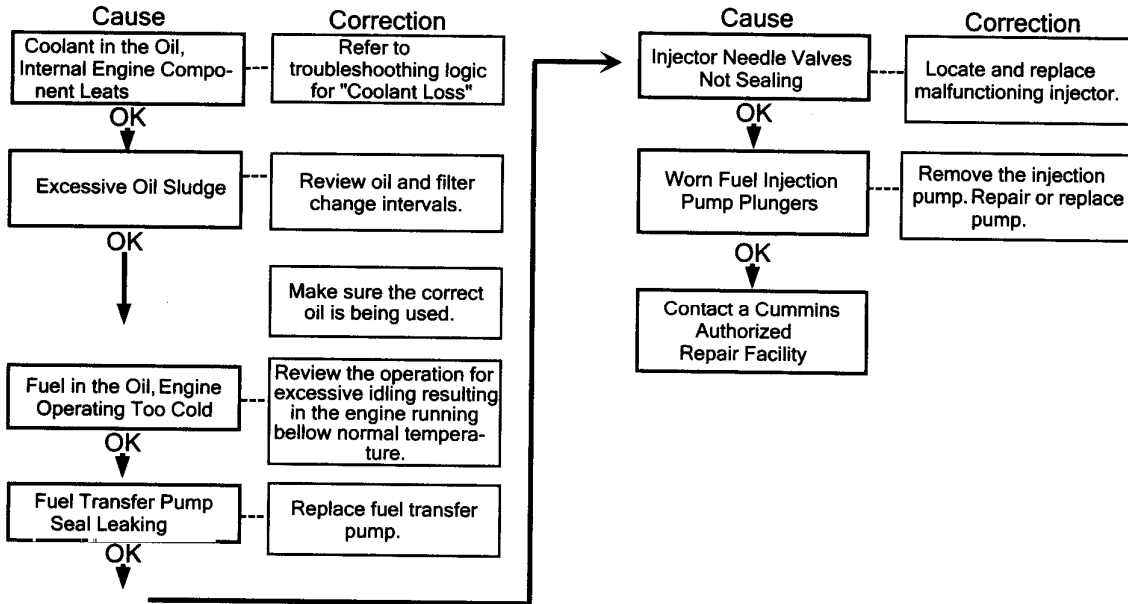 Cause
Correction
Coolant in the Oil,
Internal Engine Compo-
nent Leats
Refer to
troubleshoothing logic
for "Coolant Loss"
OK
Excessive Oil Sludge
Review oil and filter
change intervals.
OK
Make sure the correct
oil is being used.
Fuel in the Oil, Engine
Operating Too Cold
Review the operation for
excessive idling resulting
in the engine running
bellow normal tempera-
ture.
OK
Fuel Transfer Pump
Seal Leaking
Replace fuel transfer
pump.
OK
Cause
Correction
Injector Needle Valves
Not Sealing
Locate and replace
malfunctioning injector.
OK
Worn Fuel Injection
Pump Plungers
Remove the injection
pump. Repair or replace
pump.
OK
Contact a Cummins
Authorized
Repair Facility